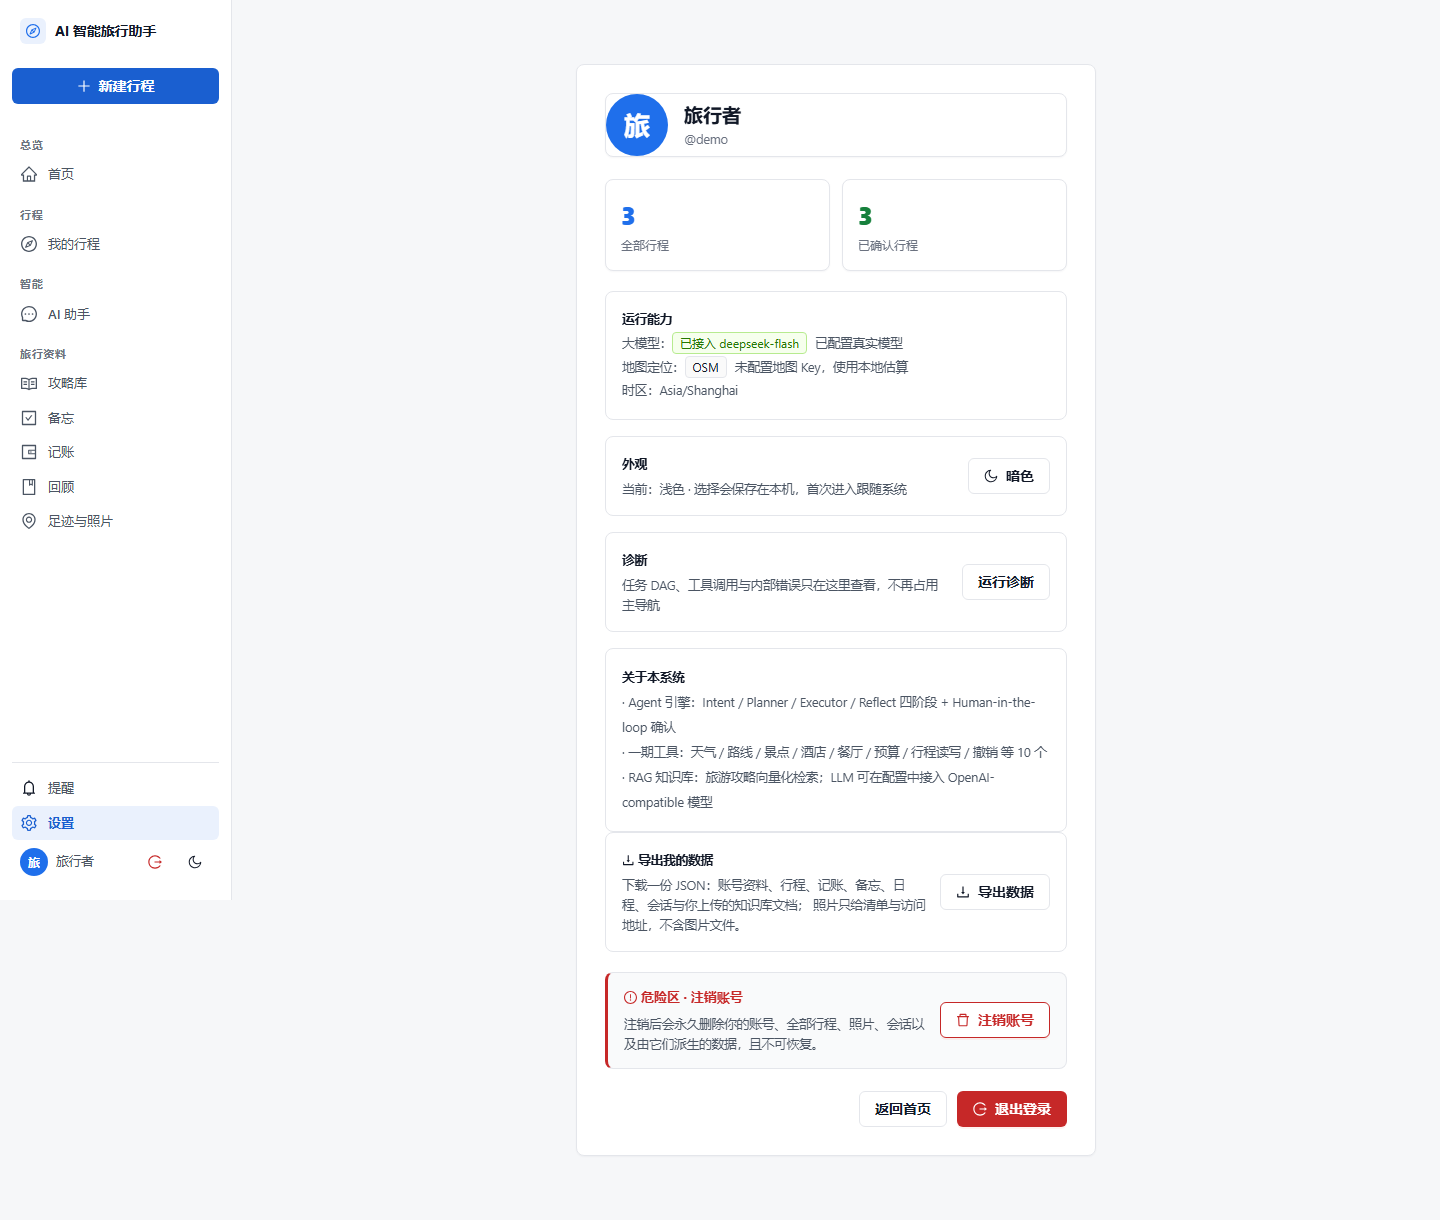 AI 智能旅行助手
新建行程
总览
首页
行程
我的行程
智能
AI 助手
旅行资料
攻略库
备忘
记账
回顾
足迹与照片
提醒
设置
旅 旅行者
旅
旅行者
@demo
3
全部行程
3
已确认行程
运行能力
大模型： 已接入 deepseek-flash 已配置真实模型
地图定位： OSM 未配置地图 Key，使用本地估算
时区：Asia/Shanghai
外观
当前：浅色 · 选择会保存在本机，首次进入跟随系统
暗色
诊断
任务 DAG、工具调用与内部错误只在这里查看，不再占用
主导航
运行诊断
关于本系统
· Agent 引擎：Intent / Planner / Executor / Reflect 四阶段 + Human-in-the-
loop 确认
· 一期工具：天气 / 路线 / 景点 / 酒店 / 餐厅 / 预算 / 行程读写 / 撤销 等 10 个
· RAG 知识库：旅游攻略向量化检索；LLM 可在配置中接入 OpenAI-
compatible 模型
导出我的数据
下载一份 JSON：账号资料、行程、记账、备忘、日
程、会话与你上传的知识库文档； 照片只给清单与访问
地址，不含图片文件。
导出数据
危险区 · 注销账号
注销后会永久删除你的账号、全部行程、照片、会话以
及由它们派生的数据，且不可恢复。
注销账号
返回首页
退出登录